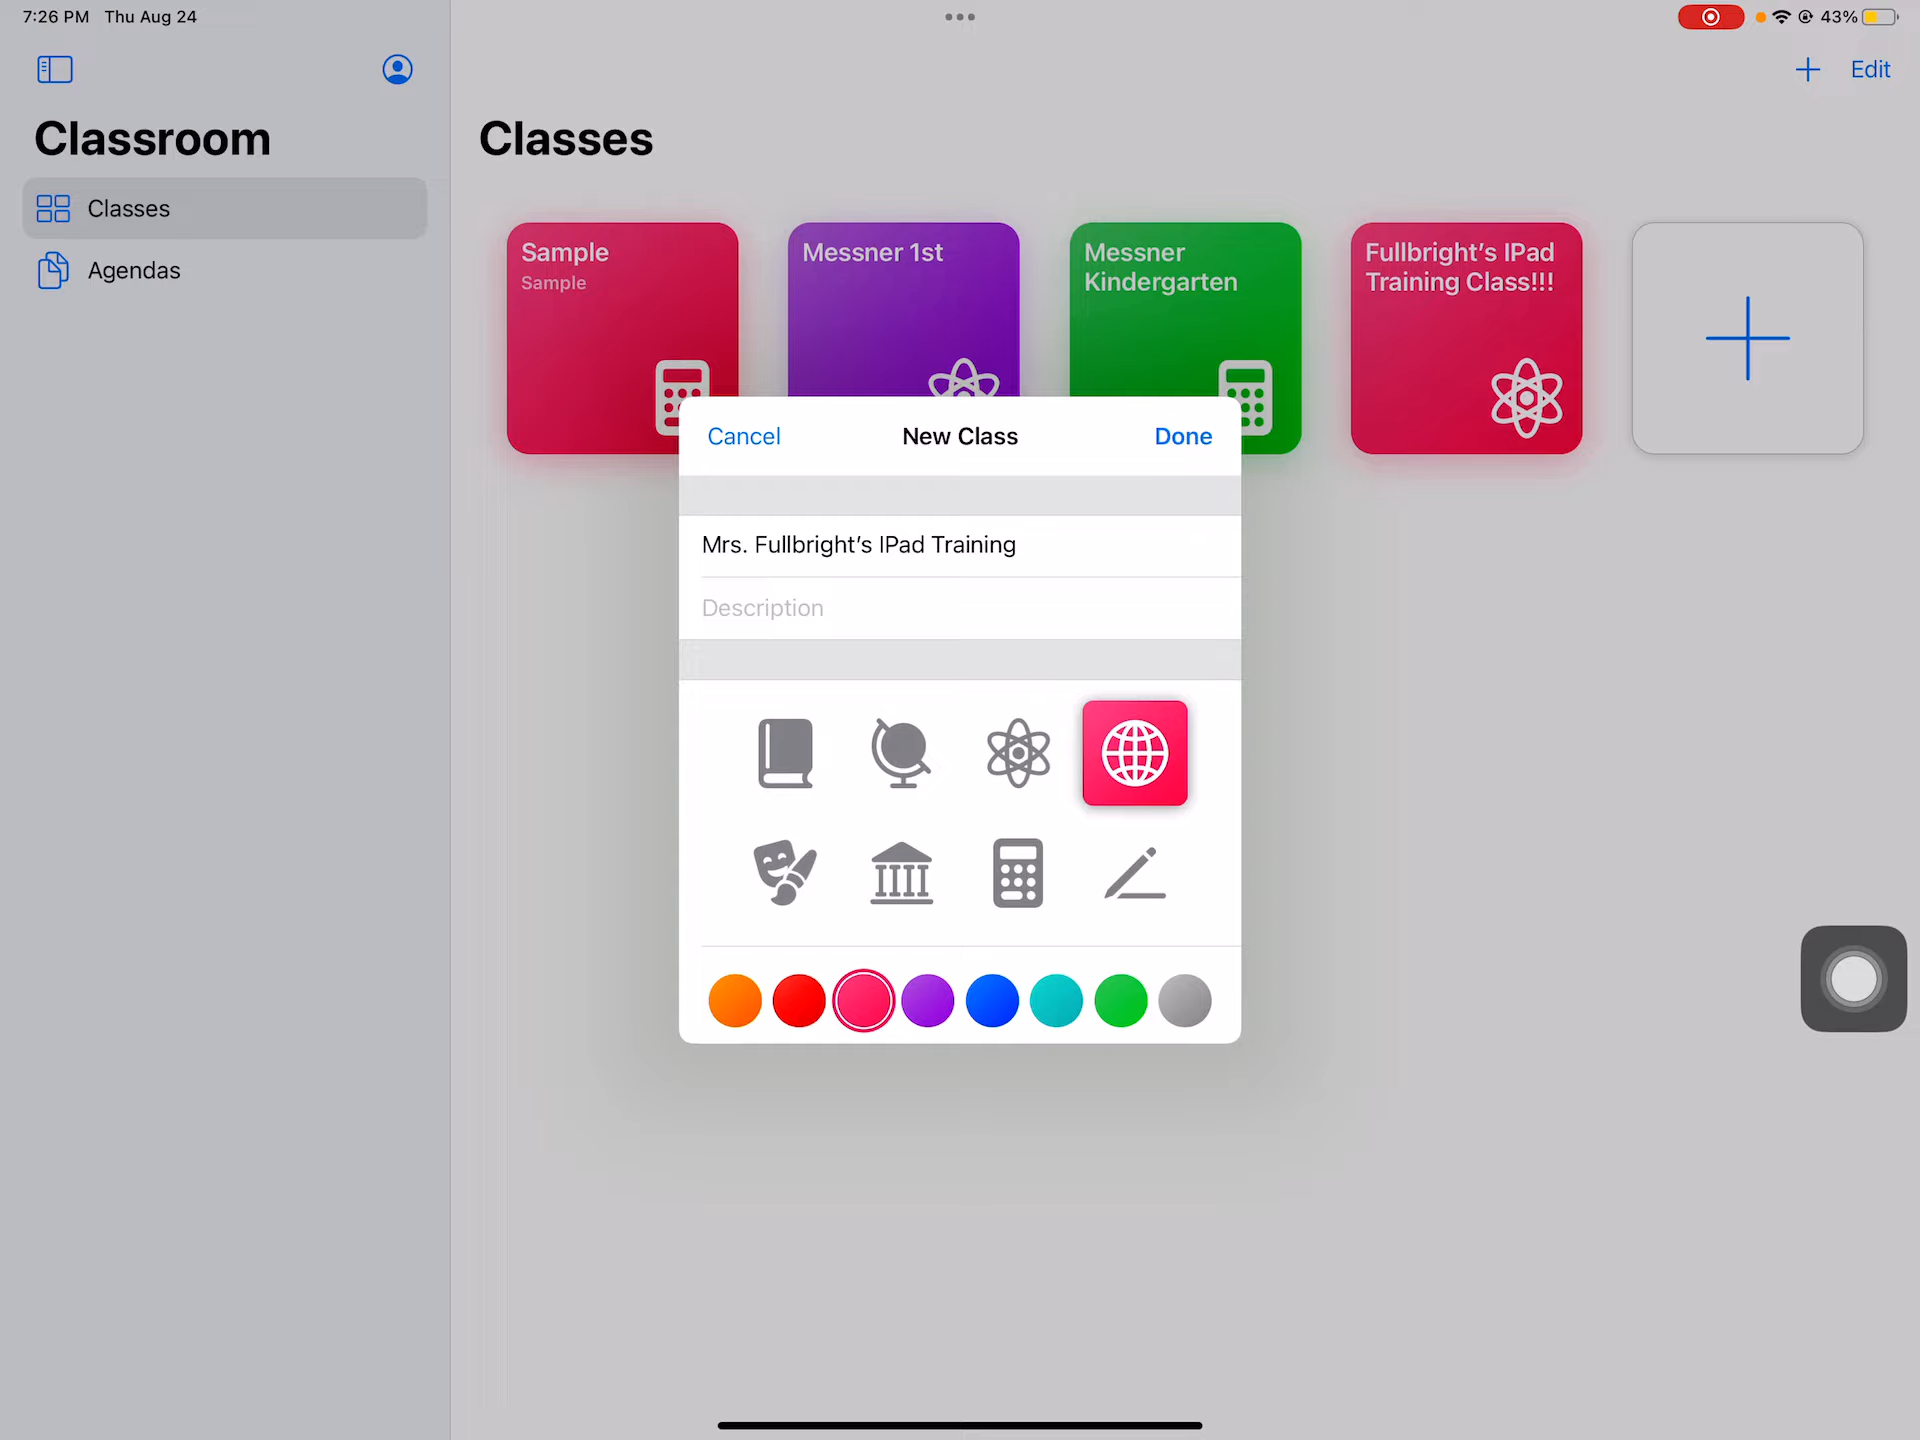 7:26 PM Thu Aug 24
43%
Edit
Classroom
Classes
Agendas
Classes
Sample
Sample
Messner 1st
Messner
Kindergarten
Fullbright’s IPad
Training Class!!!
Cancel
New Class
Done
Mrs. Fullbright’s IPad Training
Description